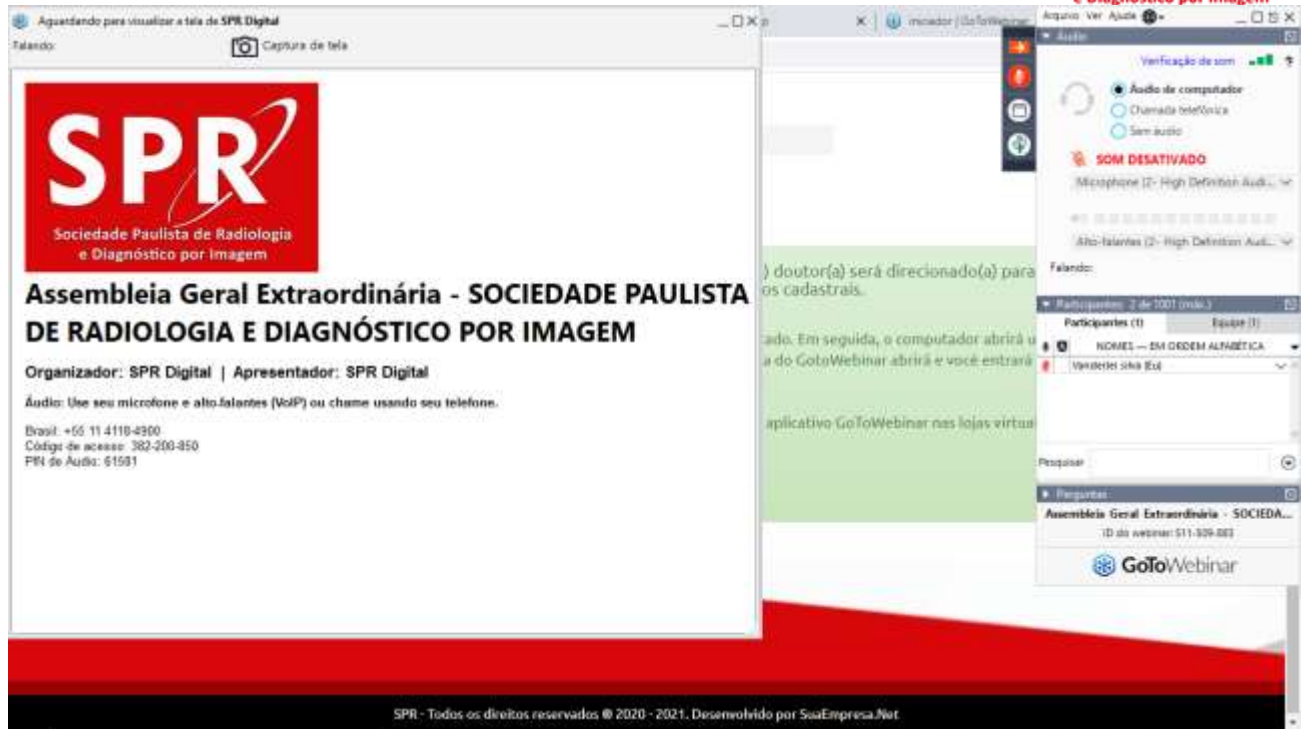 e Diagnóstico por Imagem
Aguardando para visualizar a tela de SPR Digital
Falando:
Captura de tela
SPR
Sociedade Paulista de Radiologia
e Diagnóstico por Imagem
Assembleia Geral Extraordinária - SOCIEDADE PAULISTA
DE RADIOLOGIA E DIAGNÓSTICO POR IMAGEM
Organizador: SPR Digital | Apresentador: SPR Digital
Áudio: Use seu microfone e alto-falantes (VoIP) ou chame usando seu telefone.
Brasil: +55 11 4118-4900
Código de acesso: 382-200-850
PIN de Áudio: 61581
iniciador | GoToWebinar
) doutor(a) será direcionado(a) para
os cadastrais.
ado. Em seguida, o computador abrirá u
a do GotoWebinar abrirá e você entrará
aplicativo GoToWebinar nas lojas virtua
Arquivo Ver Ajuda
Áudio
Verificação de som ?
Áudio de computador
Chamada telefônica
Sem áudio
SOM DESATIVADO
Microphone (2- High Definition Audi...
Alto-falantes (2- High Definition Audi...
Falando:
Participantes: 2 de 1001 (máx.)
Participantes (1) Equipe (1)
NOMES — EM ORDEM ALFABÉTICA
Vanderlei silva (Eu)
Pesquisar
Perguntas
Assembleia Geral Extraordinária - SOCIEDA...
ID do webinar: 511-509-883
GoToWebinar
SPR - Todos os direitos reservados @ 2020 - 2021. Desenvolvido por SuaEmpresa.Net